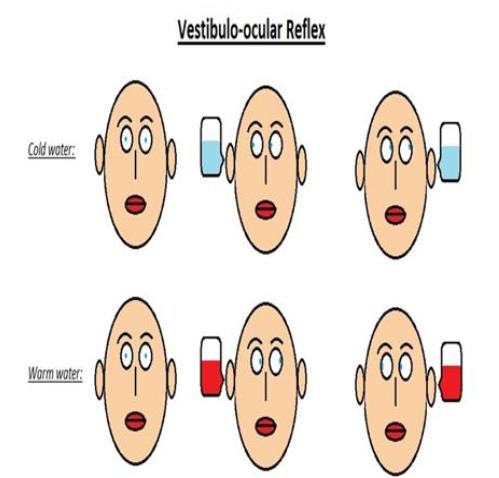 Vestibulo-ocular Reflex
Cold water:
Warm water: